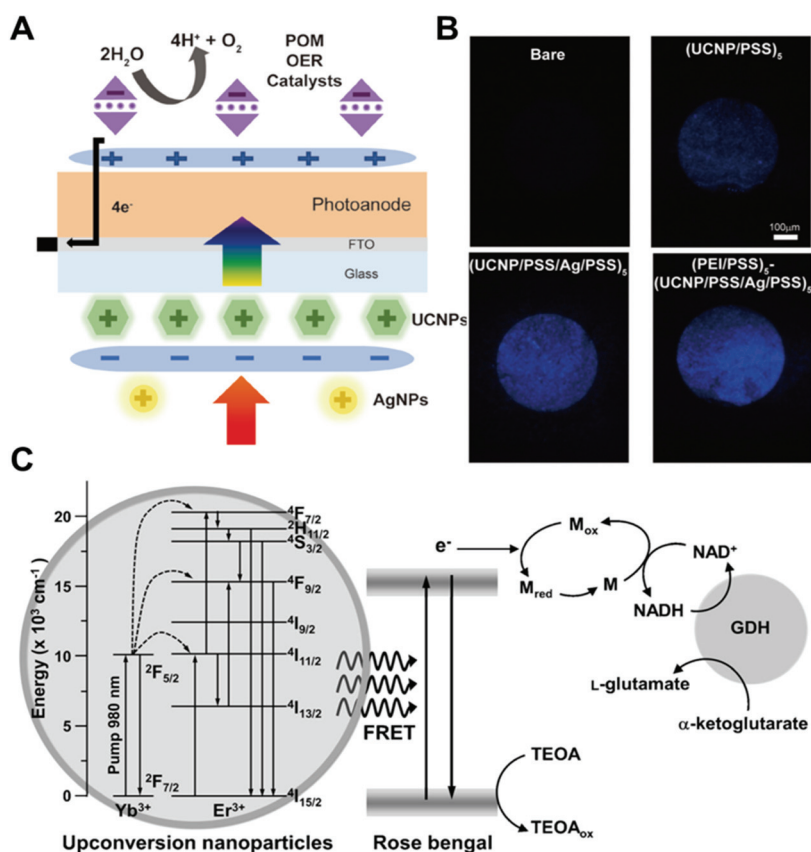 A
2H₂O
4H⁺ + O₂
POM
OER
Catalysts
4e⁻
Photoanode
FTO
Glass
UCNPs
AgNPs
B
Bare
(UCNP/PSS)₅
100μm
(UCNP/PSS/Ag/PSS)₅
(PEI/PSS)₅-
(UCNP/PSS/Ag/PSS)₅
C
Energy (x 10³ cm⁻¹)
20
15
10
5
0
Pump 980 nm
²F₅/₂
²F₇/₂
Yb³⁺
Er³⁺
⁴F₇/₂
²H₁₁/₂
⁴S₃/₂
⁴F₉/₂
⁴I₉/₂
⁴I₁₁/₂
⁴I₁₃/₂
⁴I₁₅/₂
Upconversion nanoparticles
FRET
Rose bengal
e⁻
Mox
Mred
M
NAD⁺
NADH
GDH
L-glutamate
α-ketoglutarate
TEOA
TEOAox